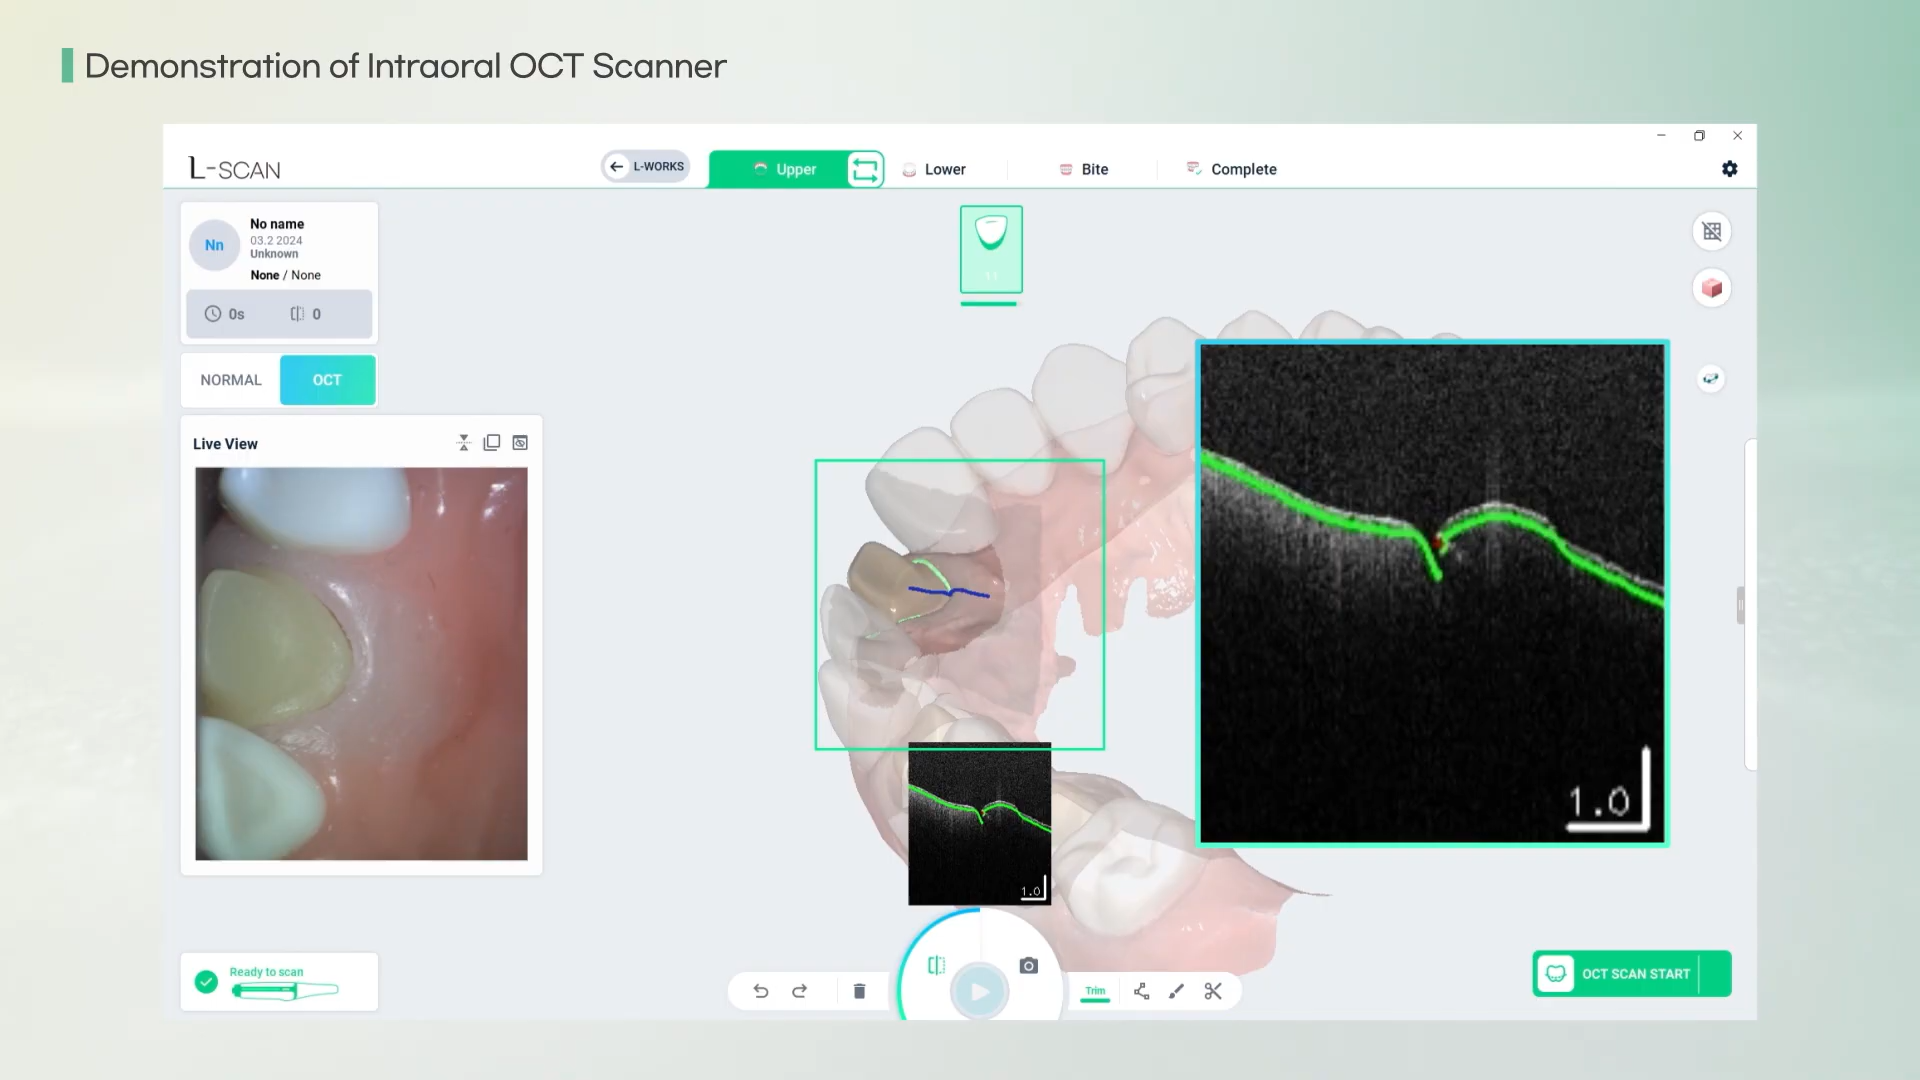 Demonstration of Intraoral OCT Scanner
L-SCAN
L-WORKS
Upper
Lower
Bite
Complete
Nn
No name
03.2 2024
Unknown
None / None
0s
0
NORMAL
OCT
11
Live View
1.0
1.0
Ready to scan
Trim
OCT SCAN START